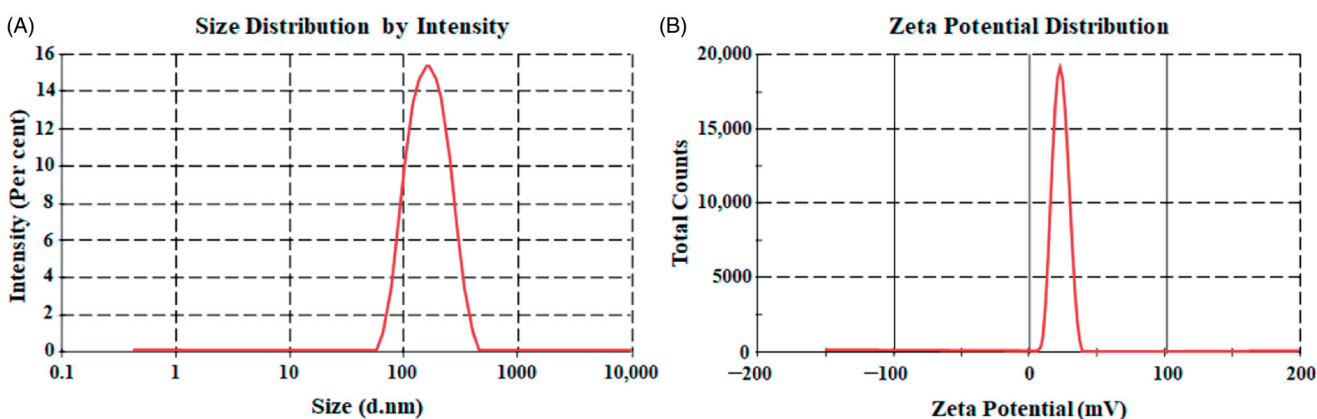 (A)
Size Distribution by Intensity
Intensity (Per cent)
16
14
12
10
8
6
4
2
0
0.1 1 10 100 1000 10,000
Size (d.nm)
(B)
Zeta Potential Distribution
Total Counts
20,000
15,000
10,000
5000
0
−200 −100 0 100 200
Zeta Potential (mV)